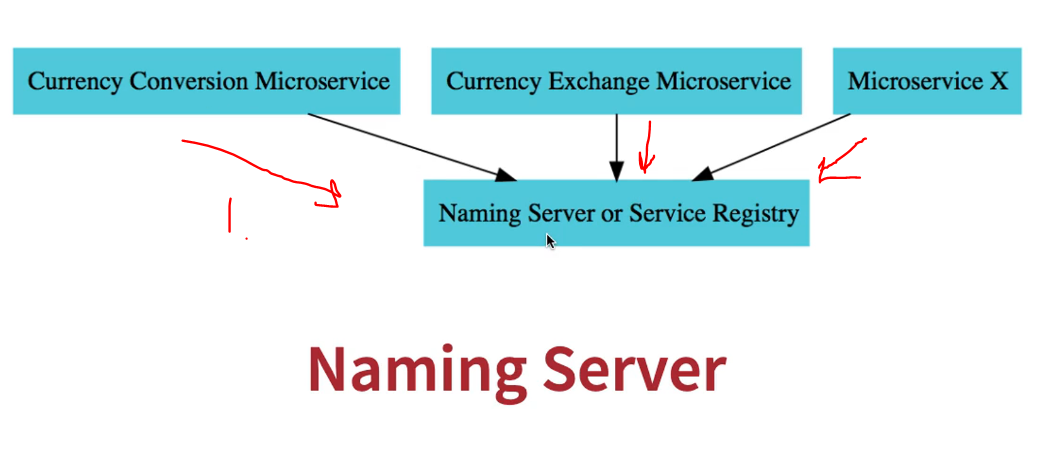 Currency Conversion Microservice
Currency Exchange Microservice
Microservice X
Naming Server or Service Registry
1.
Naming Server